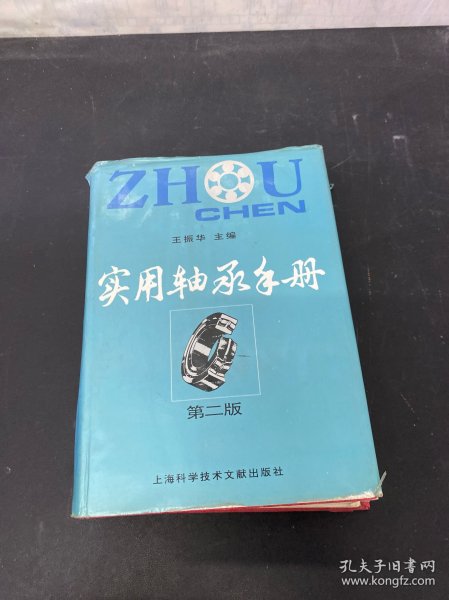 ZHOU
CHEN
王振华 主编
实用轴承手册
第二版
上海科学技术文献出版社
孔夫子旧书网
www.kongfz.com